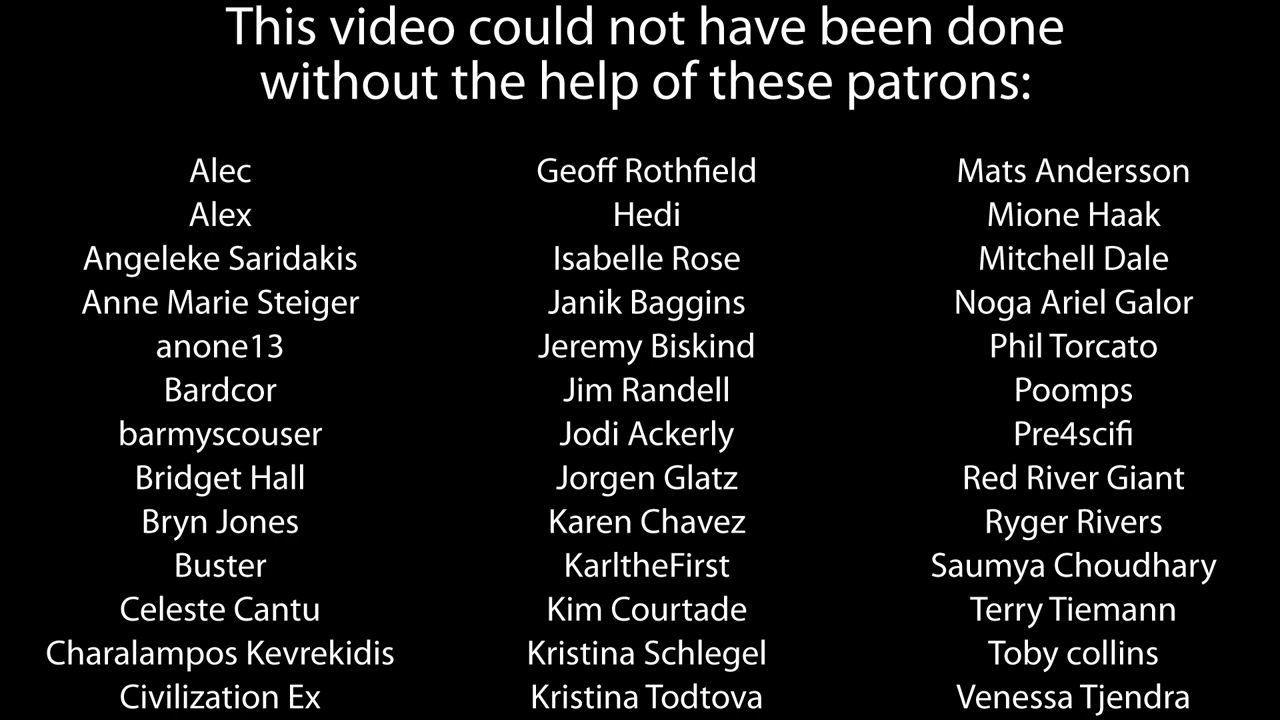 This video could not have been done
without the help of these patrons:
Alec
Alex
Angeleke Saridakis
Anne Marie Steiger
anone13
Bardcor
barmyscouser
Bridget Hall
Bryn Jones
Buster
Celeste Cantu
Charalampos Kevrekidis
Civilization Ex
Geoff Rothfield
Hedi
Isabelle Rose
Janik Baggins
Jeremy Biskind
Jim Randell
Jodi Ackerly
Jorgen Glatz
Karen Chavez
KarltheFirst
Kim Courtade
Kristina Schlegel
Kristina Todtova
Mats Andersson
Mione Haak
Mitchell Dale
Noga Ariel Galor
Phil Torcato
Poomps
Pre4scifi
Red River Giant
Ryger Rivers
Saumya Choudhary
Terry Tiemann
Toby collins
Venessa Tjendra